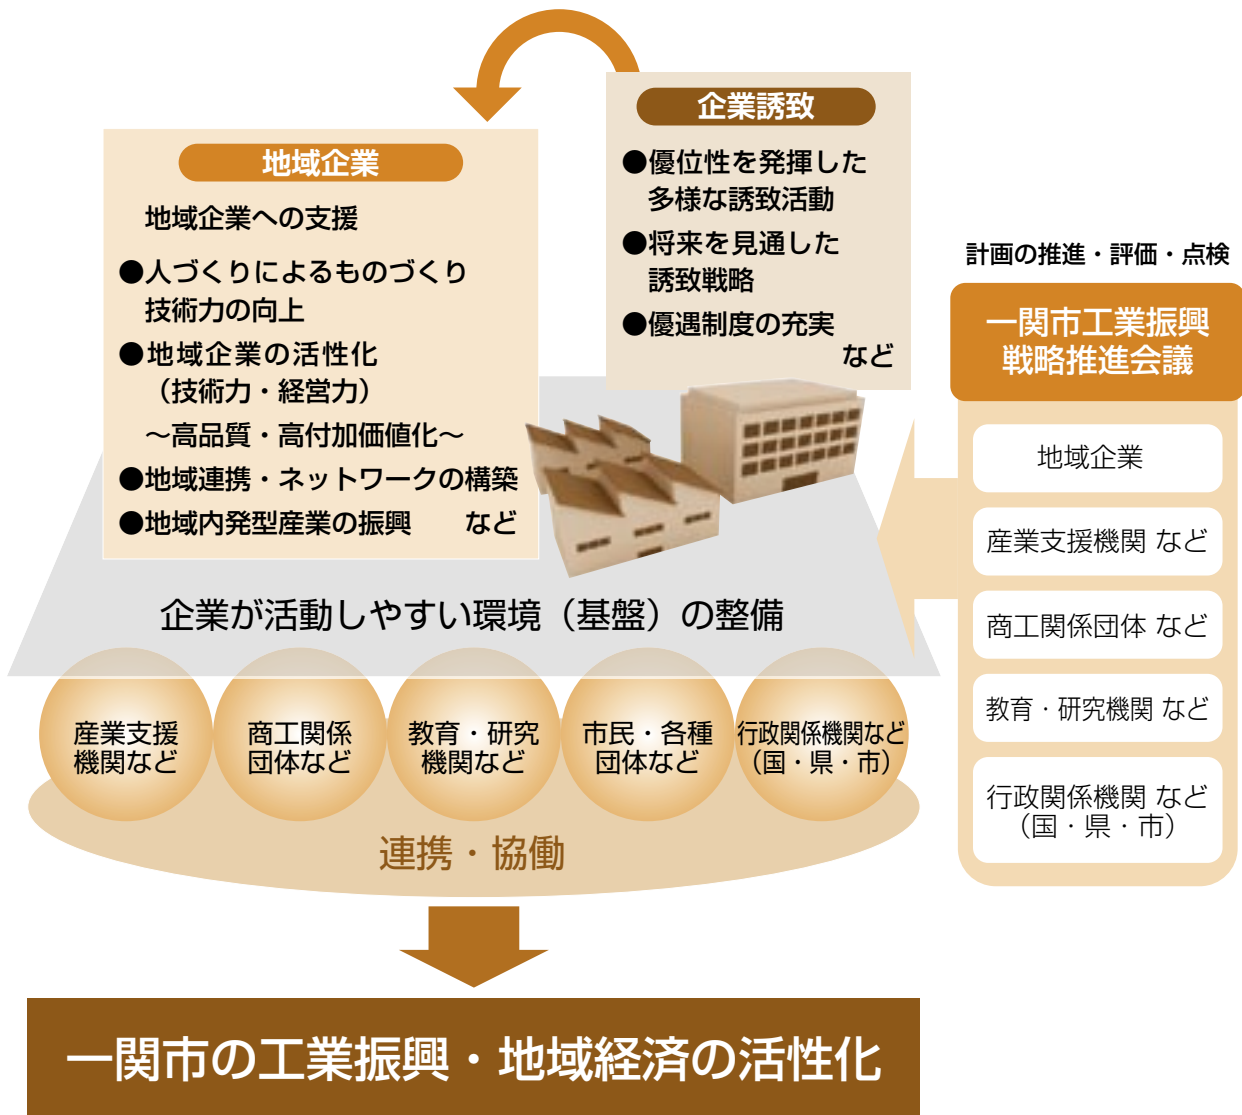 企業誘致
●優位性を発揮した
多様な誘致活動
●将来を見通した
誘致戦略
●優遇制度の充実
など
地域企業
地域企業への支援
●人づくりによるものづくり
技術力の向上
●地域企業の活性化
（技術力・経営力）
～高品質・高付加価値化～
●地域連携・ネットワークの構築
●地域内発型産業の振興　　など
企業が活動しやすい環境（基盤）の整備
産業支援
機関など
商工関係
団体など
教育・研究
機関など
市民・各種
団体など
行政関係機関など
（国・県・市）
連携・協働
計画の推進・評価・点検
一関市工業振興
戦略推進会議
地域企業
産業支援機関 など
商工関係団体 など
教育・研究機関 など
行政関係機関 など
（国・県・市）
一関市の工業振興・地域経済の活性化